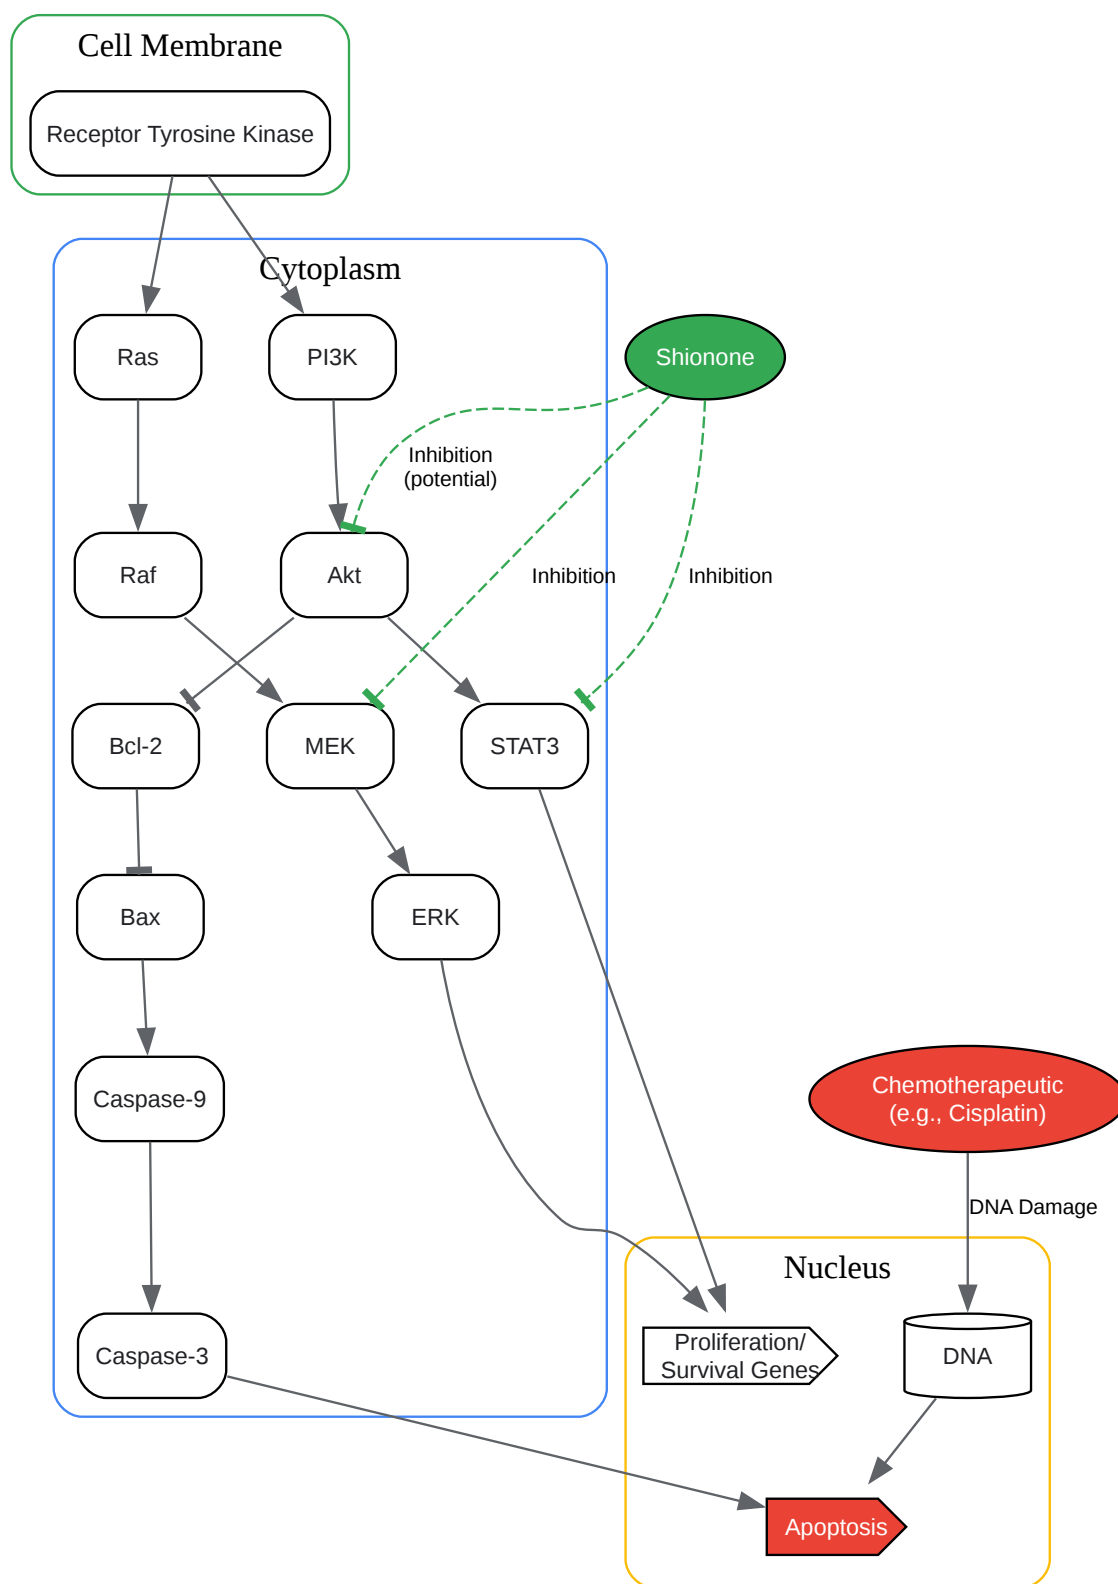 Cell Membrane
Receptor Tyrosine Kinase
Cytoplasm
Ras
PI3K
Shionone
Inhibition
(potential)
Raf
Akt
Inhibition
Inhibition
Bcl-2
MEK
STAT3
Bax
ERK
Caspase-9
Chemotherapeutic
(e.g., Cisplatin)
DNA Damage
Nucleus
Caspase-3
Proliferation/
Survival Genes
DNA
Apoptosis